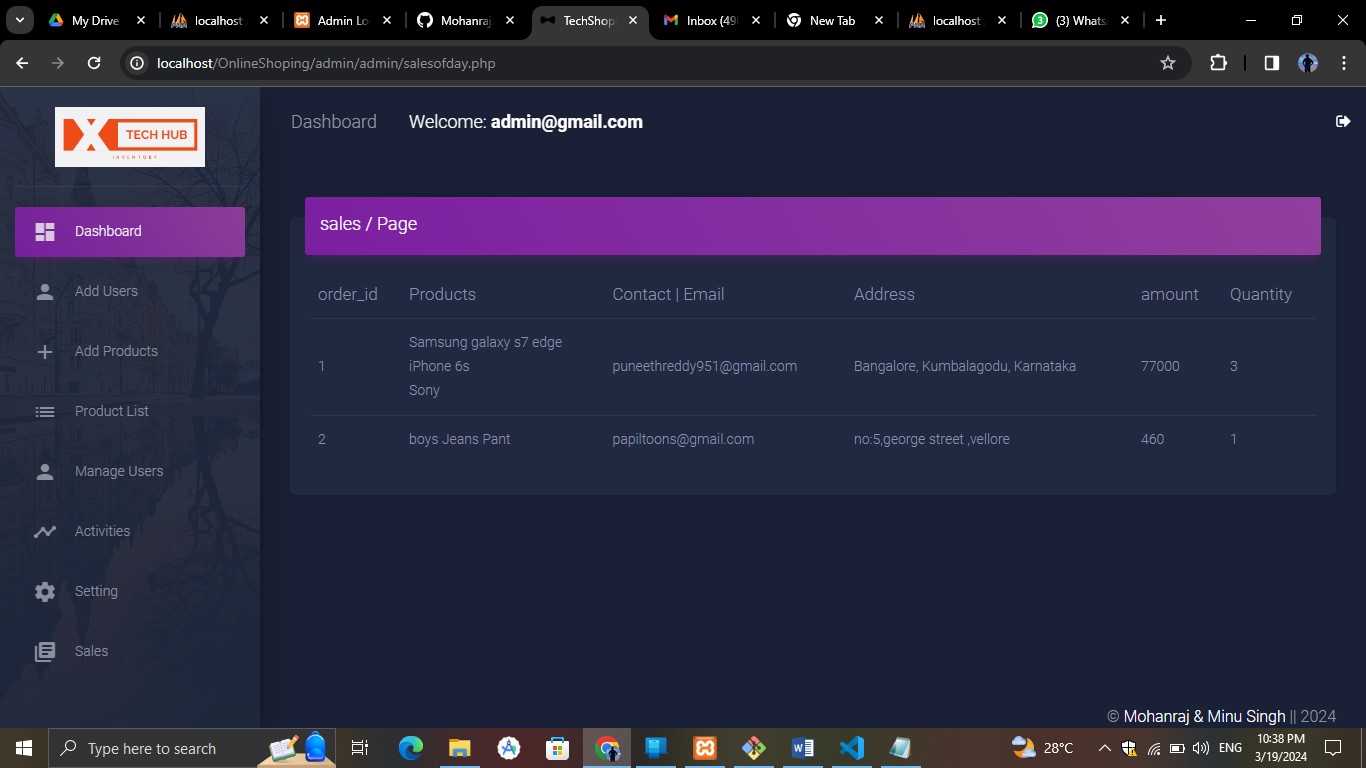 My Drive
localhost
Admin Lo
Mohanraj
TechShop
Inbox (49
New Tab
localhost
3
(3) Whats
localhost/OnlineShoping/admin/admin/salesofday.php
X TECH HUB
INVENTORY
Dashboard
Welcome: admin@gmail.com
Dashboard
Add Users
Add Products
Product List
Manage Users
Activities
Setting
Sales
sales / Page
order_id Products Contact | Email Address amount Quantity
1 Samsung galaxy s7 edge
iPhone 6s puneethreddy951@gmail.com Bangalore, Kumbalagodu, Karnataka 77000 3
Sony
2 boys Jeans Pant papiltoons@gmail.com no:5,george street ,vellore 460 1
© Mohanraj & Minu Singh || 2024
Type here to search
28°C
ENG
10:38 PM
3/19/2024